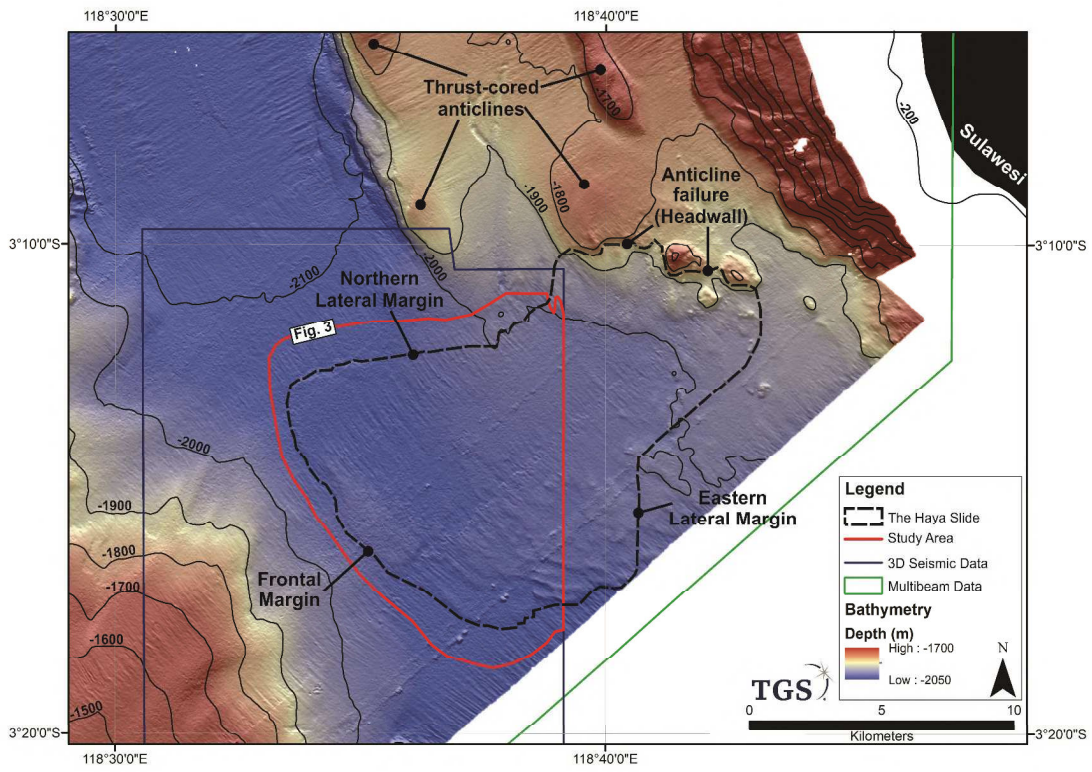 118°30'0"E
118°40'0"E
Thrust-cored
anticlines
-1700
-200
Sulawesi
Anticline
failure
(Headwall)
-1900
-1800
3°10'0"S
3°10'0"S
-2000
-2100
Northern
Lateral Margin
Fig. 3
-2000
-1900
-1800
-1700
-1600
-1500
Eastern
Lateral Margin
Frontal
Margin
Legend
The Haya Slide
Study Area
3D Seismic Data
Multibeam Data
Bathymetry
Depth (m)
High : -1700
Low : -2050
N
TGS
0
5
10
Kilometers
3°20'0"S
3°20'0"S
118°30'0"E
118°40'0"E